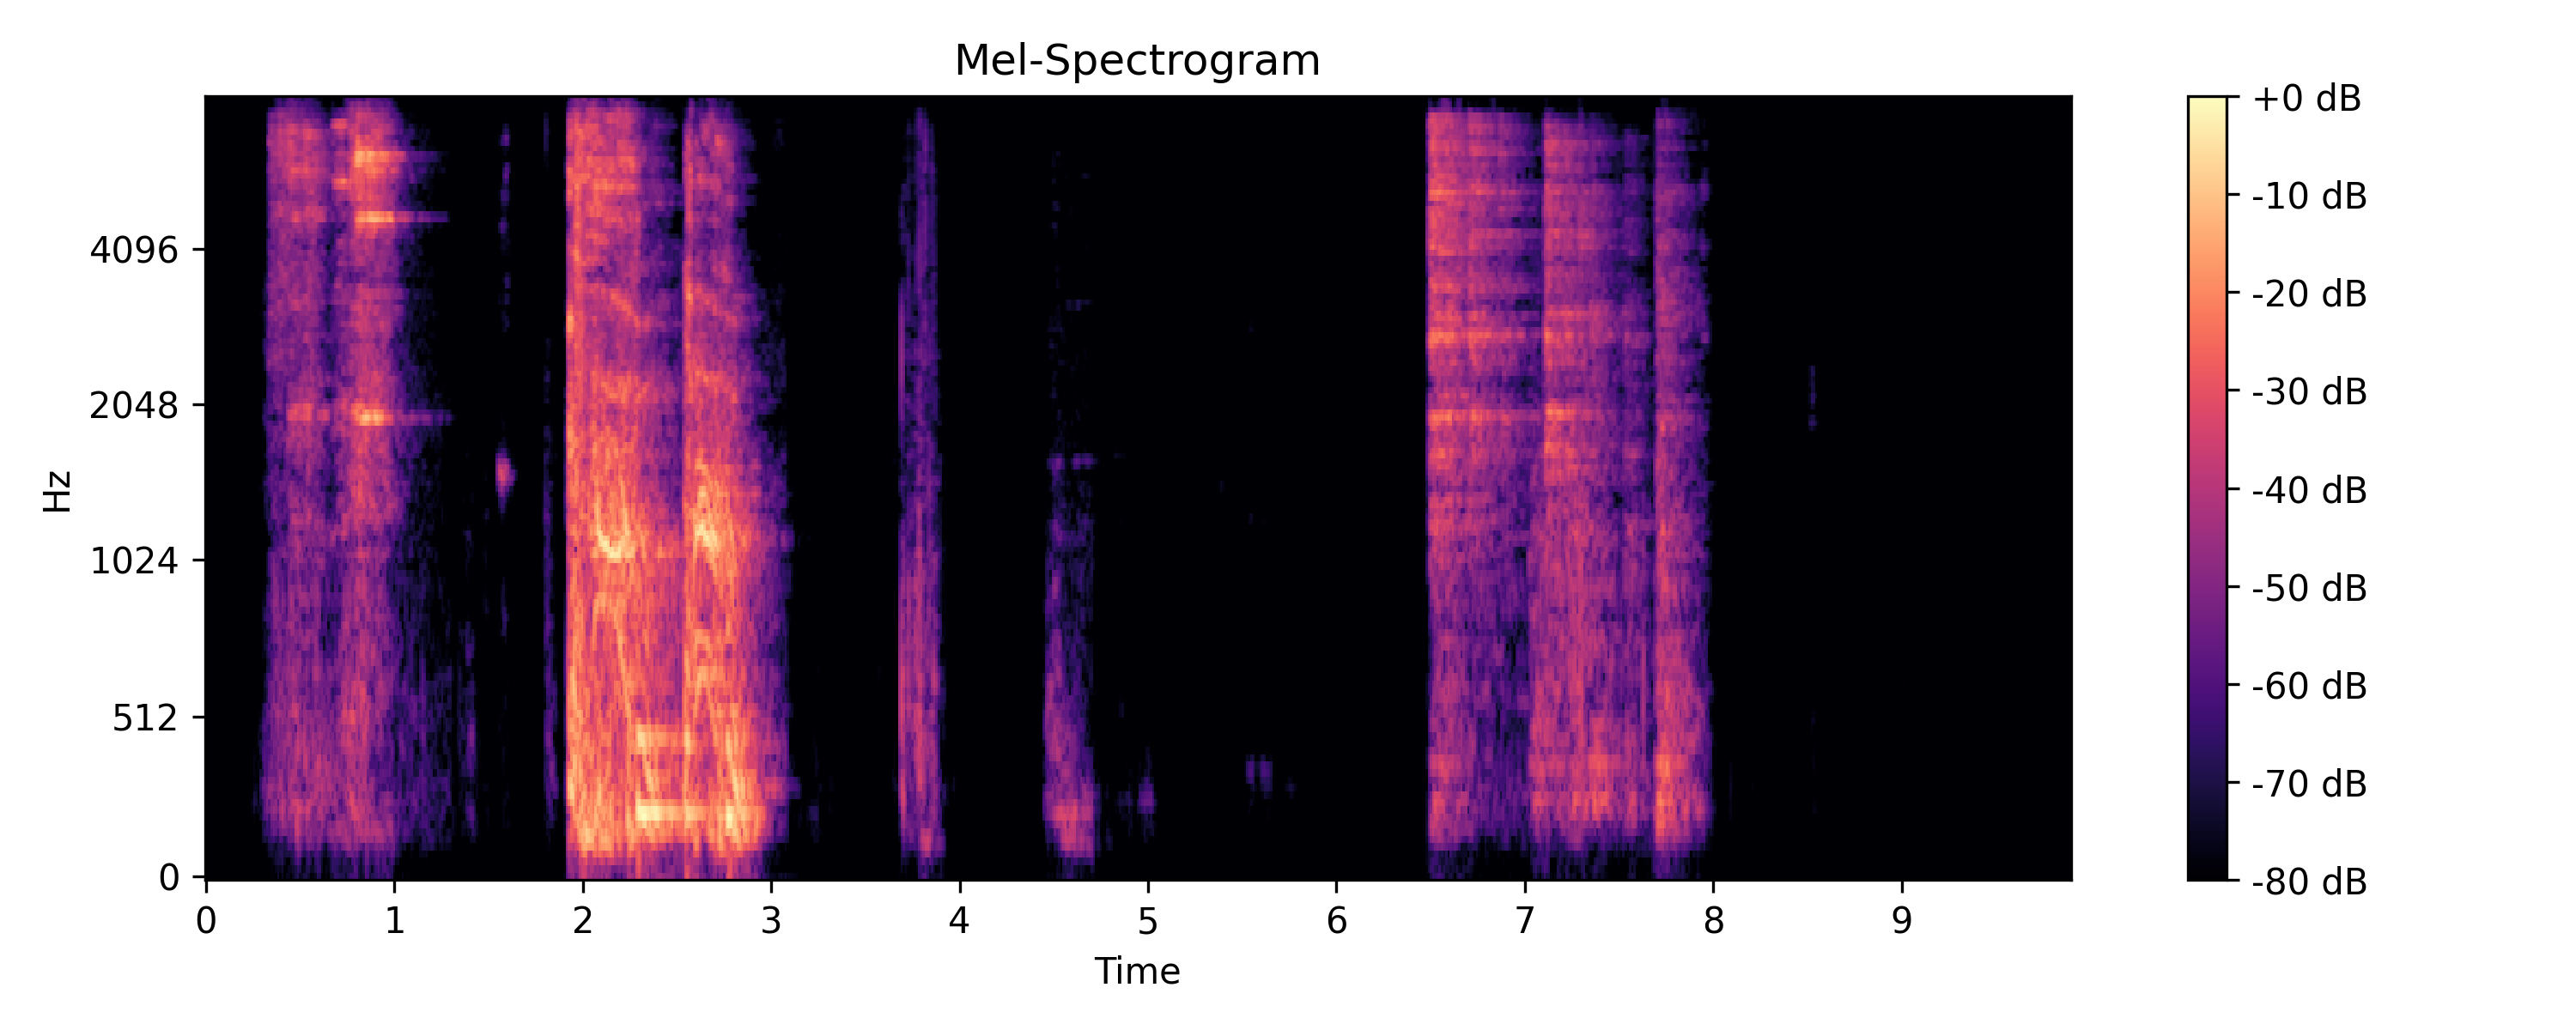 Mel-Spectrogram
+0 dB
-10 dB
-20 dB
-30 dB
-40 dB
-50 dB
-60 dB
-70 dB
-80 dB
4096
2048
1024
512
0
Hz
0 1 2 3 4 5 6 7 8 9
Time